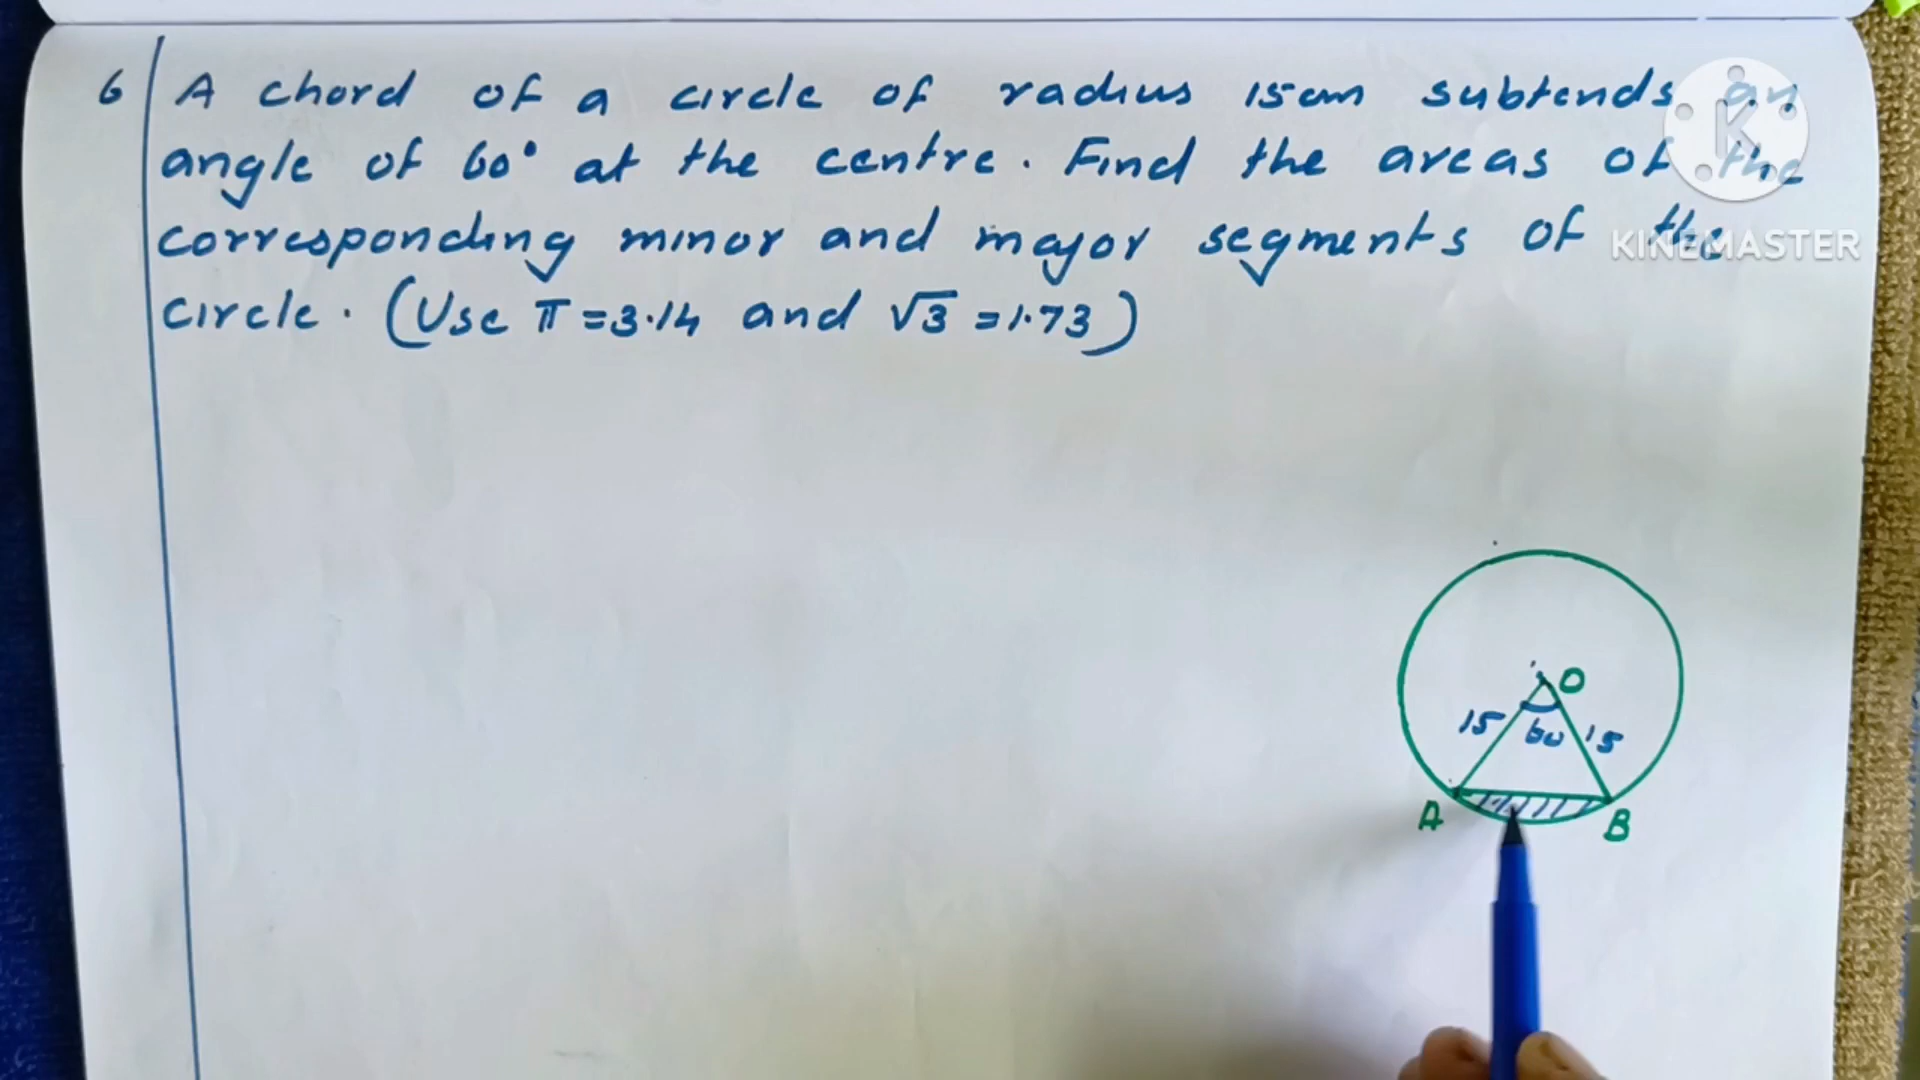 6 A chord of a circle of radius 15cm subtends an
angle of 60° at the centre. Find the areas of the
corresponding minor and major segments of the
circle. (Use π=3.14 and √3=1.73)
K
KINEMASTER
O
15 60 15
A B